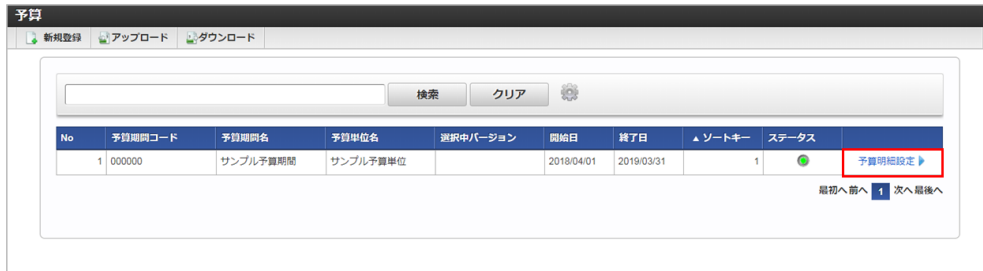 予算
新規登録 アップロード ダウンロード
検索 クリア
No 予算期間コード 予算期間名 予算単位名 選択中バージョン 開始日 終了日 ▲ ソートキー ステータス
1 000000 サンプル予算期間 サンプル予算単位 2018/04/01 2019/03/31 1 予算明細設定
最初へ 前へ 1 次へ 最後へ